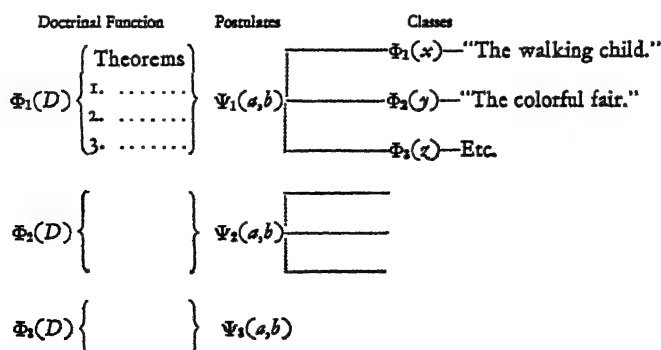 Doctrinal Function Postulates Classes
Φ₁(D) { Theorems } Ψ₁(a,b) Φ₁(x)—"The walking child."
1. ....... Φ₂(y)—"The colorful fair."
2. .......
3. ....... Φ₃(z)—Etc.
Φ₂(D) { } Ψ₂(a,b)
Φ₃(D) { } Ψ₃(a,b)